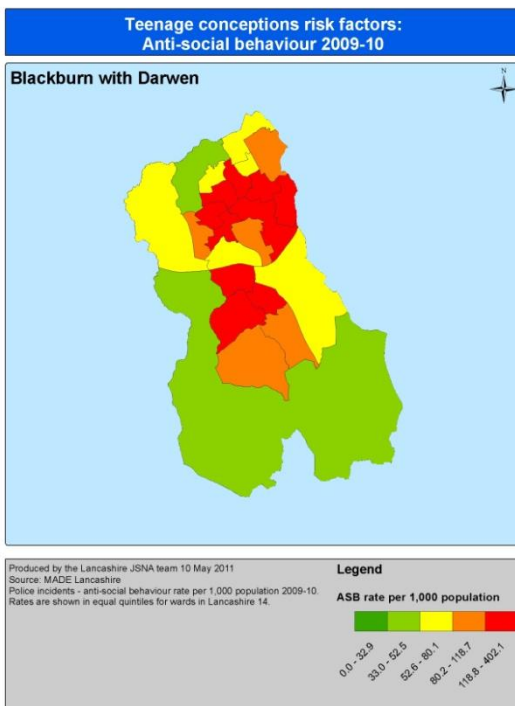 Teenage conceptions risk factors:
Anti-social behaviour 2009-10
Blackburn with Darwen
N
Produced by the Lancashire JSNA team 10 May 2011
Source: MADE Lancashire
Police incidents - anti-social behaviour rate per 1,000 population 2009-10.
Rates are shown in equal quintiles for wards in Lancashire 14.
Legend
ASB rate per 1,000 population
0.0 - 32.9
33.0 - 52.5
52.6 - 80.1
80.2 - 118.7
118.8 - 402.1